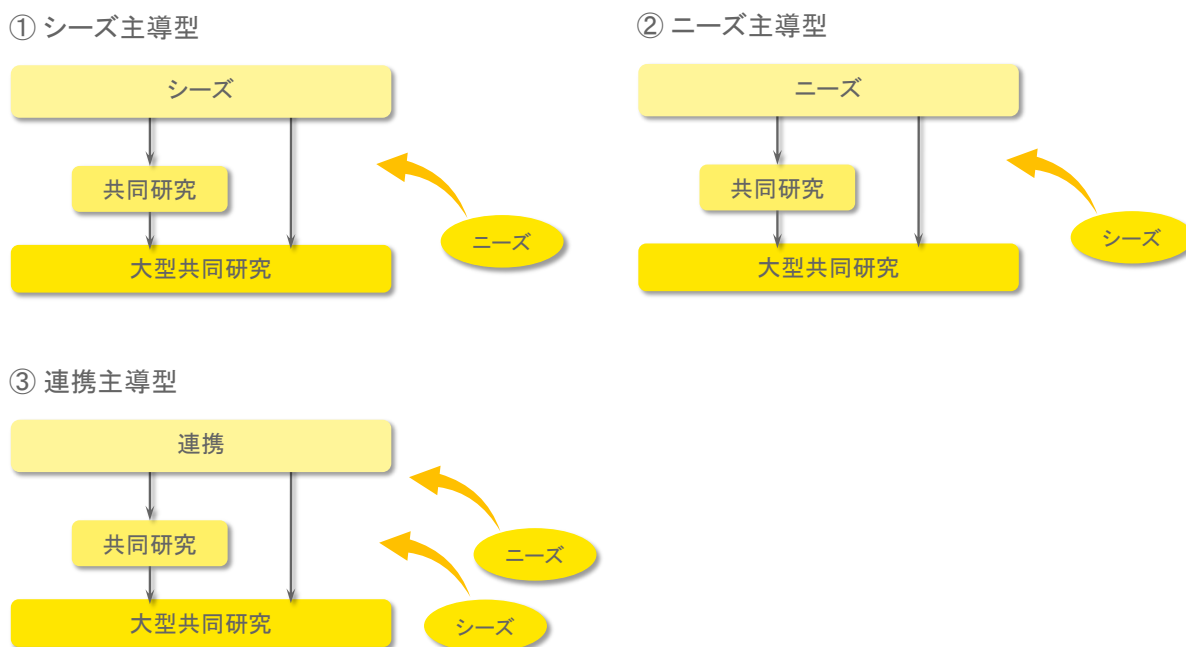 ① シーズ主導型
シーズ
共同研究
大型共同研究
ニーズ
② ニーズ主導型
ニーズ
共同研究
大型共同研究
シーズ
③ 連携主導型
連携
共同研究
大型共同研究
ニーズ
シーズ